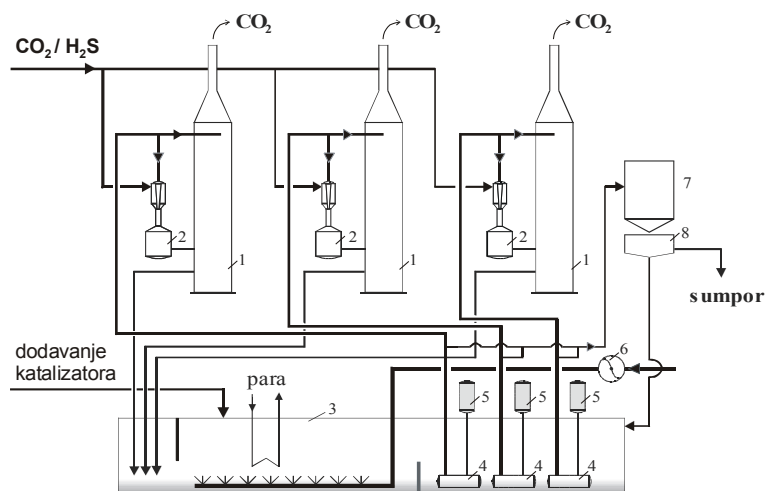 CO2 CO2 CO2
CO2 / H2S
7
2 2 2 8
1 1 1
sumpor
dodavanje
katalizatora
6
para
3 5 5 5
4 4 4